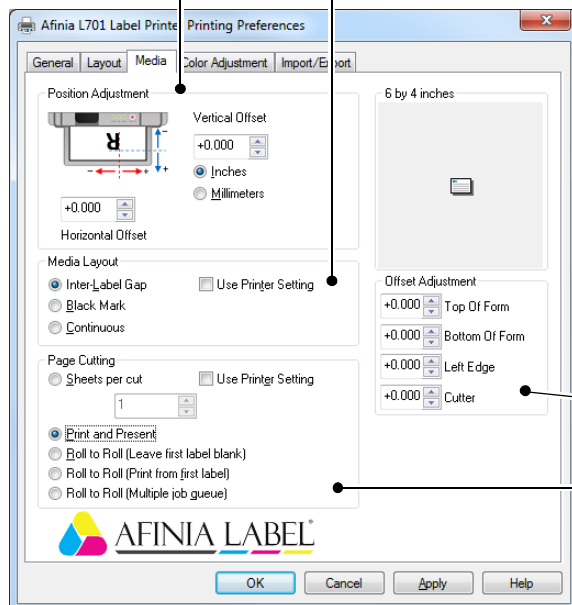 Afinia L701 Label Printer Printing Preferences
General Layout Media Color Adjustment Import/Export
Position Adjustment
Vertical Offset
R
+0.000
Inches
Millimeters
+0.000
Horizontal Offset
6 by 4 inches
Media Layout
Inter-Label Gap Use Printer Setting
Black Mark
Continuous
Offset Adjustment
+0.000 Top Of Form
+0.000 Bottom Of Form
+0.000 Left Edge
+0.000 Cutter
Page Cutting
Sheets per cut Use Printer Setting
1
Print and Present
Roll to Roll (Leave first label blank)
Roll to Roll (Print from first label)
Roll to Roll (Multiple job gueue)
AFINIA LABEL
OK Cancel Apply Help